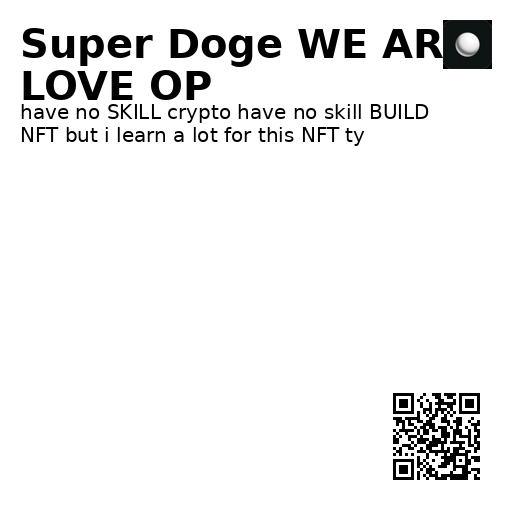 Super Doge WE AR
LOVE OP
have no SKILL crypto have no skill BUILD
NFT but i learn a lot for this NFT ty